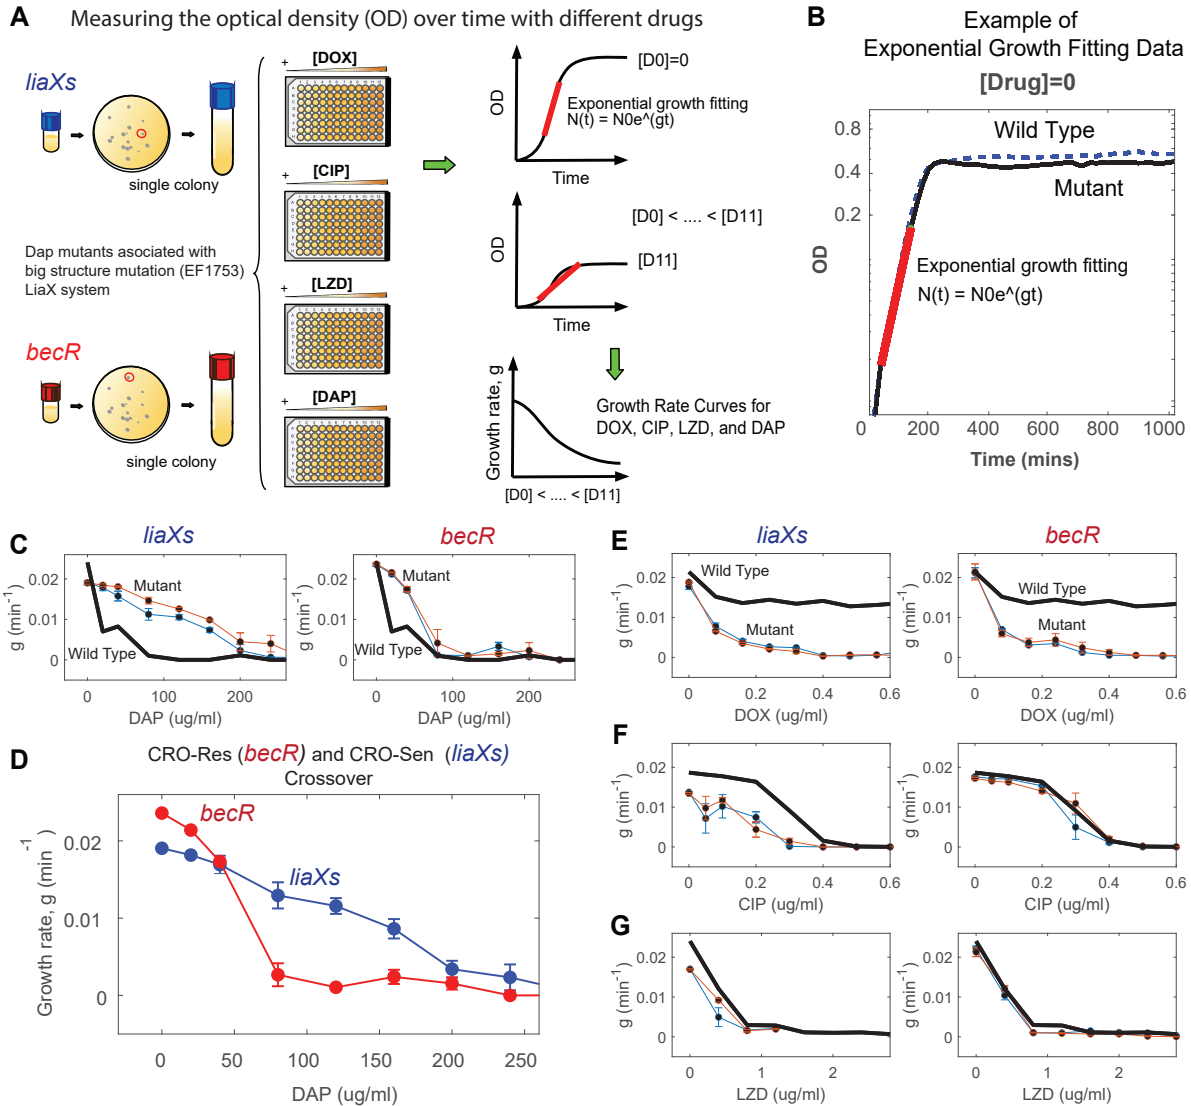 A
Measuring the optical density (OD) over time with different drugs
liaXs
single colony
Dap mutants asociated with
big structure mutation (EF1753)
LiaX system
becR
single colony
+
[DOX]
+
[CIP]
+
[LZD]
+
[DAP]
OD
[D0]=0
Exponential growth fitting
N(t) = N0e^(gt)
Time
OD
[D0] < .... < [D11]
[D11]
Time
Growth rate, g
Growth Rate Curves for
DOX, CIP, LZD, and DAP
[D0] < .... < [D11]
B
Example of
Exponential Growth Fitting Data
[Drug]=0
0.8
0.4
0.2
OD
Wild Type
Mutant
Exponential growth fitting
N(t) = N0e^(gt)
0 200 400 600 800 1000
Time (mins)
C
liaXs
g (min-1)
0.02
0.01
0
Mutant
Wild Type
0 100 200
DAP (ug/ml)
becR
g (min-1)
0.02
0.01
0
Mutant
Wild Type
0 100 200
DAP (ug/ml)
D
CRO-Res (becR) and CRO-Sen (liaXs)
Crossover
Growth rate, g (min-1)
0.02
0.01
0
becR
liaXs
0 50 100 150 200 250
DAP (ug/ml)
E
liaXs
g (min-1)
0.02
0.01
0
Wild Type
Mutant
0 0.2 0.4 0.6
DOX (ug/ml)
becR
g (min-1)
0.02
0.01
0
Wild Type
Mutant
0 0.2 0.4 0.6
DOX (ug/ml)
F
g (min-1)
0.02
0.01
0
0 0.2 0.4 0.6
CIP (ug/ml)
g (min-1)
0.02
0.01
0
0 0.2 0.4 0.6
CIP (ug/ml)
G
g (min-1)
0.02
0.01
0
0 1 2
LZD (ug/ml)
g (min-1)
0.02
0.01
0
0 1 2
LZD (ug/ml)